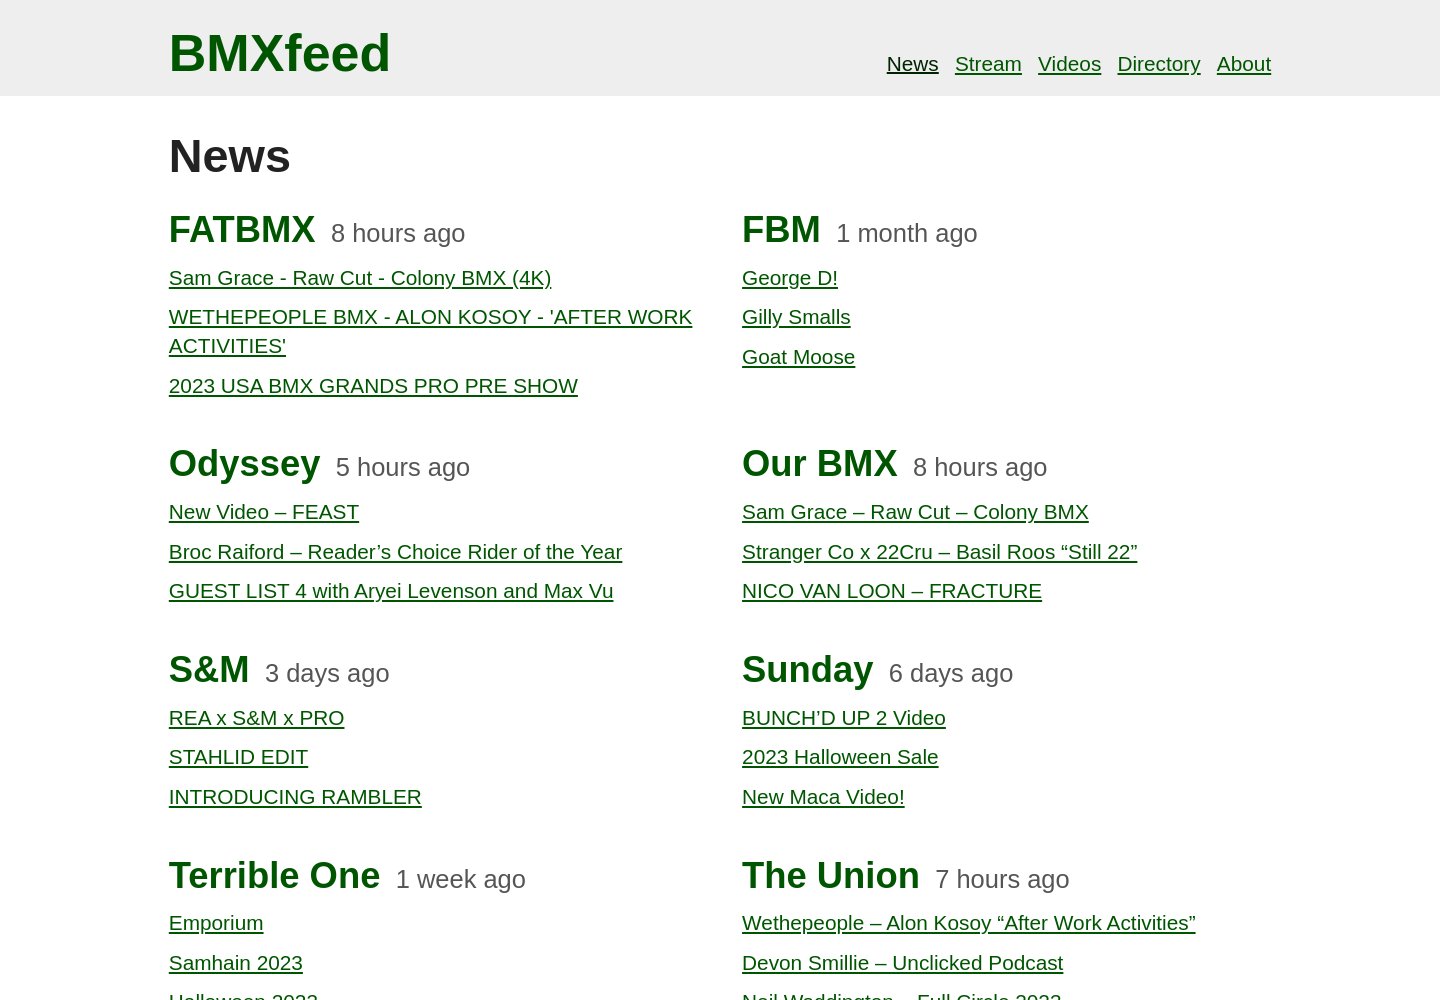 BMXfeed
News Stream Videos Directory About
News
FATBMX 8 hours ago
Sam Grace - Raw Cut - Colony BMX (4K)
WETHEPEOPLE BMX - ALON KOSOY - 'AFTER WORK
ACTIVITIES'
2023 USA BMX GRANDS PRO PRE SHOW
FBM 1 month ago
George D!
Gilly Smalls
Goat Moose
Odyssey 5 hours ago
New Video – FEAST
Broc Raiford – Reader’s Choice Rider of the Year
GUEST LIST 4 with Aryei Levenson and Max Vu
Our BMX 8 hours ago
Sam Grace – Raw Cut – Colony BMX
Stranger Co x 22Cru – Basil Roos “Still 22”
NICO VAN LOON – FRACTURE
S&M 3 days ago
REA x S&M x PRO
STAHLID EDIT
INTRODUCING RAMBLER
Sunday 6 days ago
BUNCH’D UP 2 Video
2023 Halloween Sale
New Maca Video!
Terrible One 1 week ago
Emporium
Samhain 2023
Halloween 2023
The Union 7 hours ago
Wethepeople – Alon Kosoy “After Work Activities”
Devon Smillie – Unclicked Podcast
Neil Waddington – Full Circle 2023